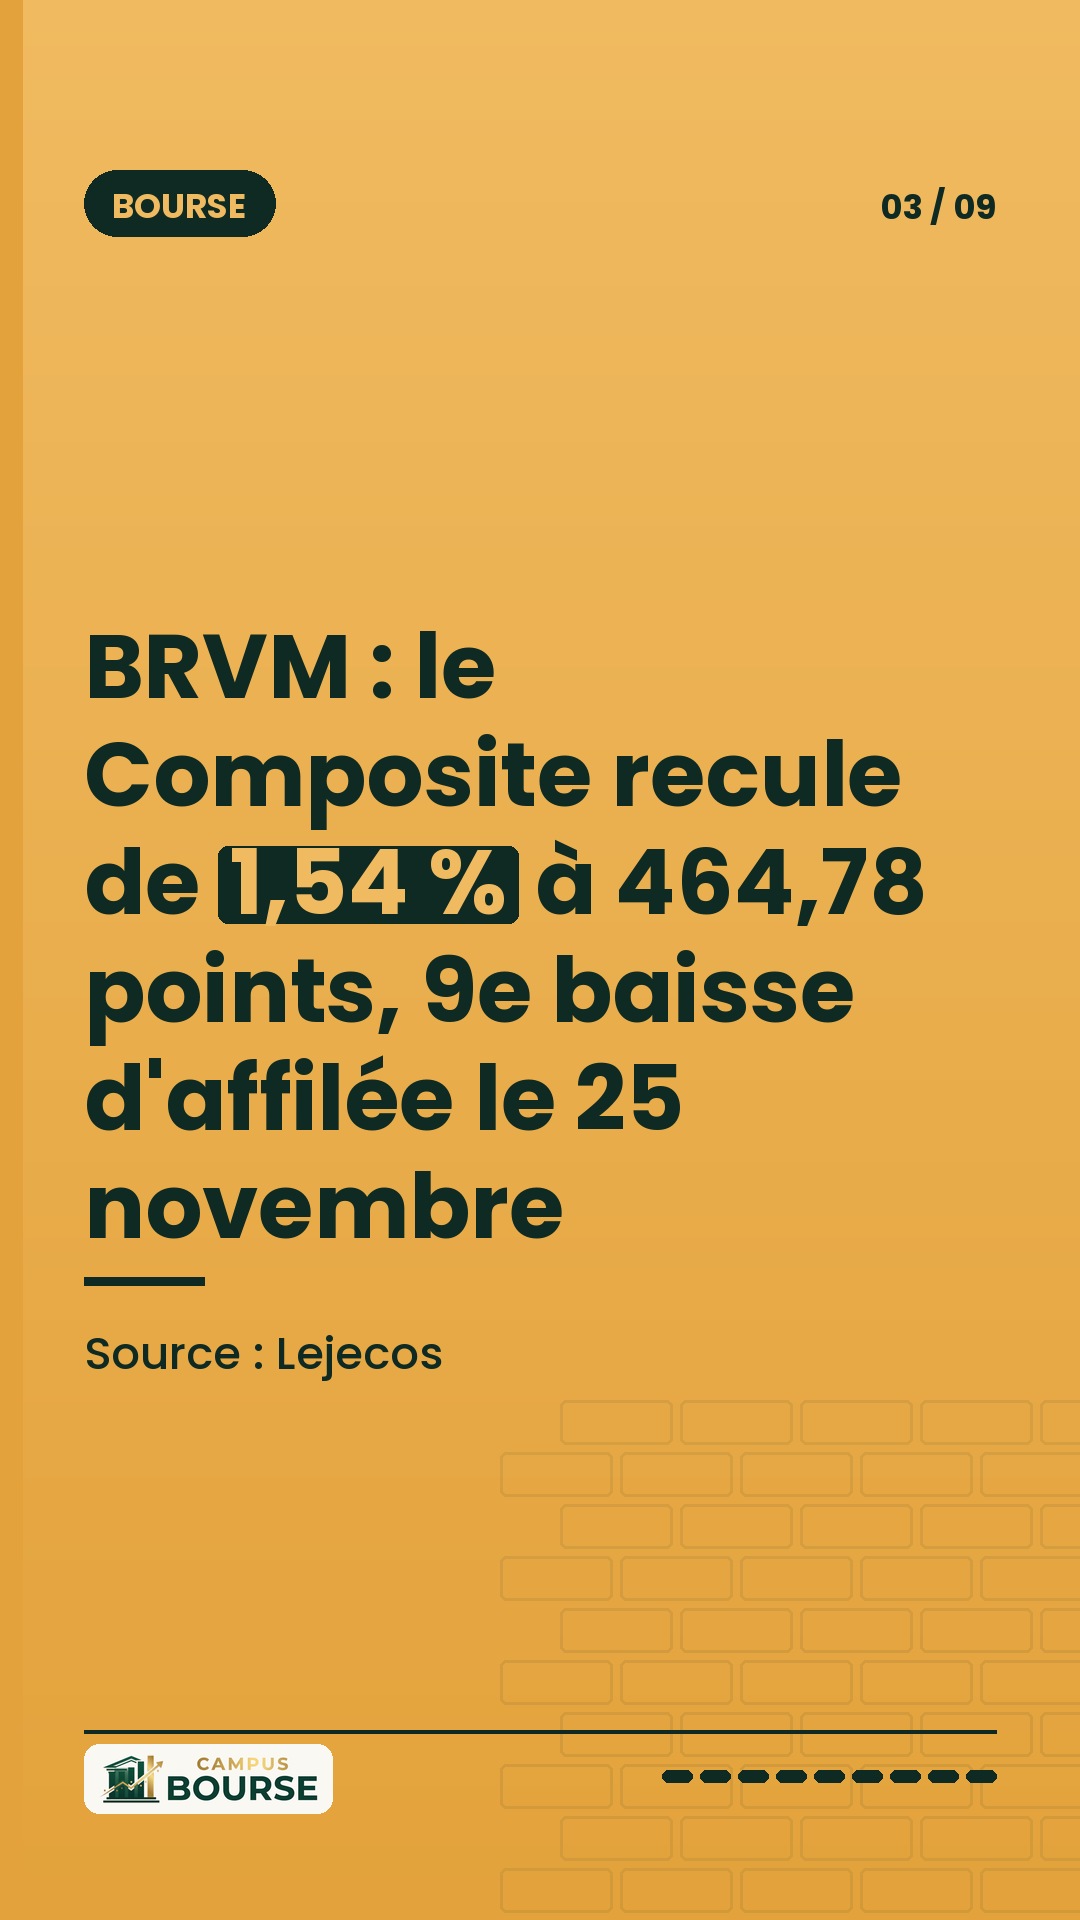 BOURSE
03 / 09
BRVM : le
Composite recule
de 1,54 % à 464,78
points, 9e baisse
d'affilée le 25
novembre
Source : Lejecos
CAMPUS
BOURSE